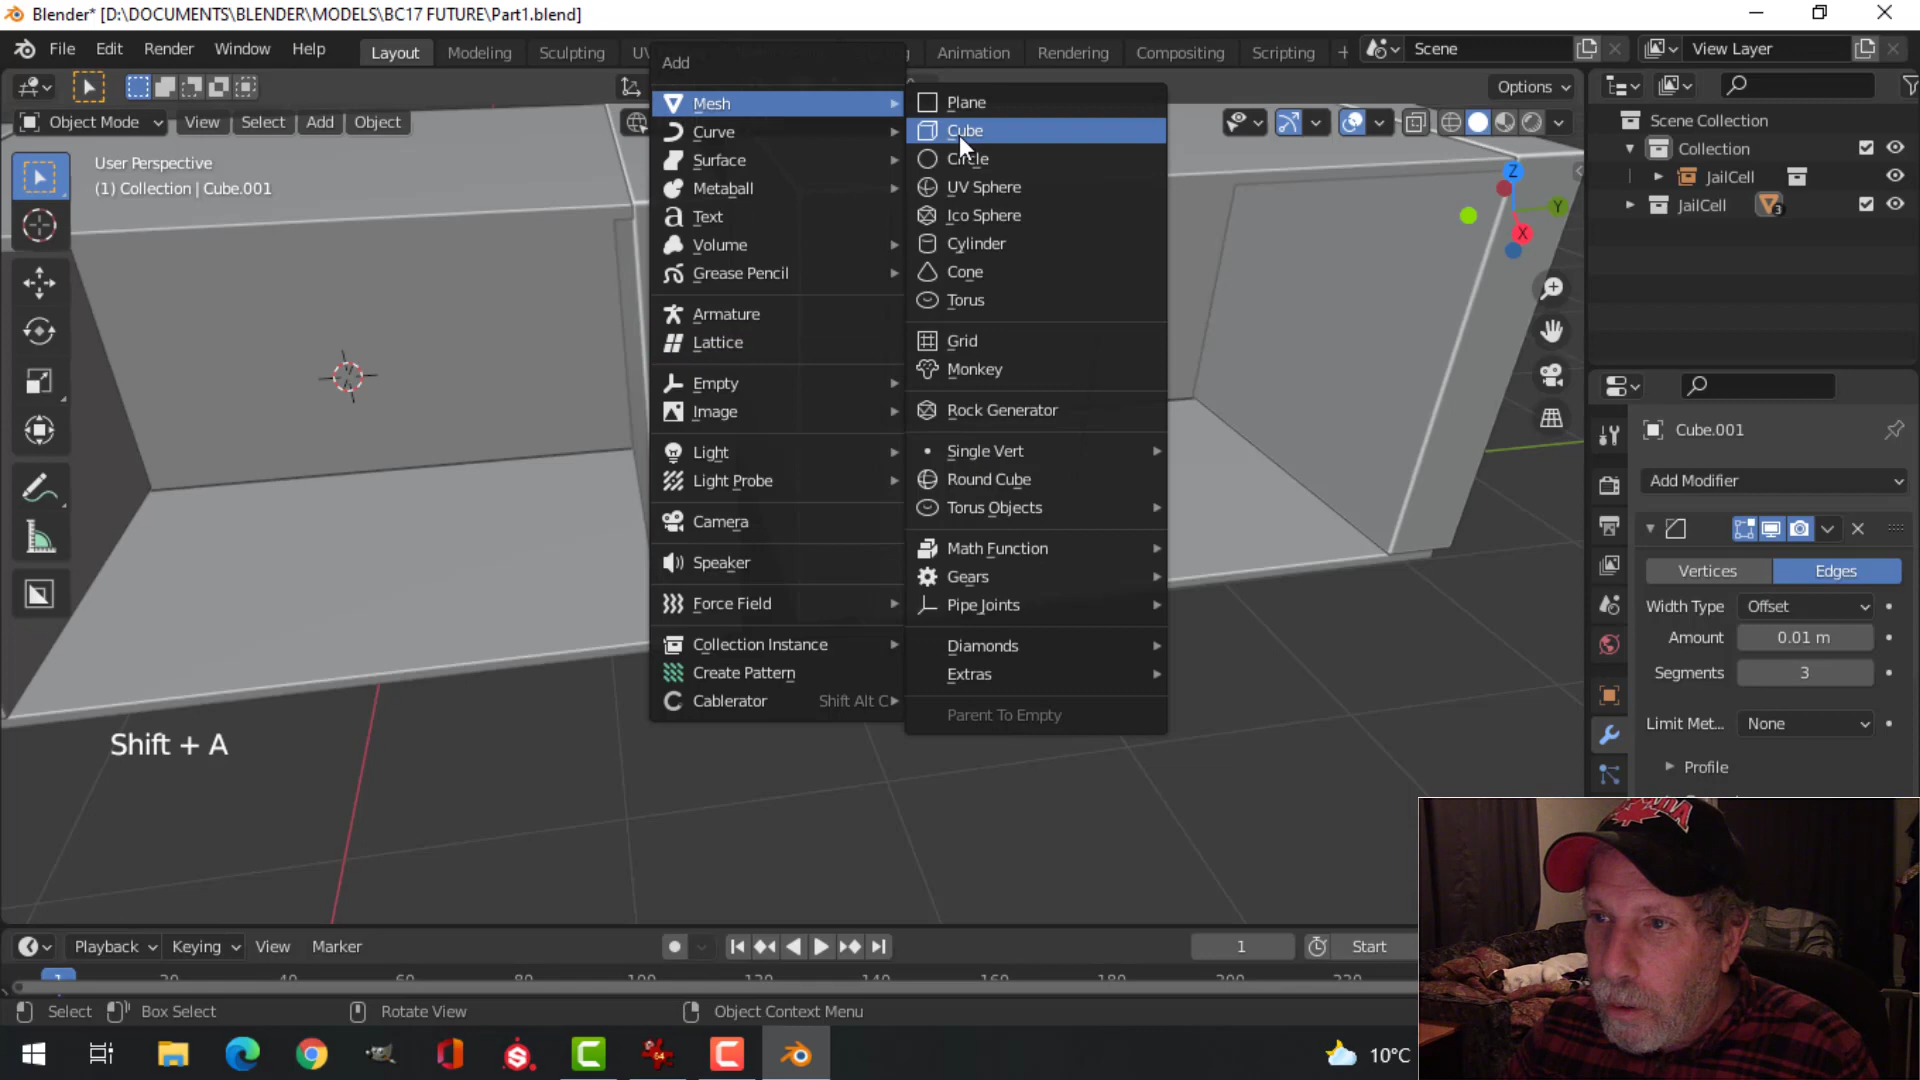 Blender* [D:\DOCUMENTS\BLENDER\MODELS\BC17 FUTURE\Part1.blend]
File Edit Render Window Help Layout Modeling Sculpting Animation Rendering Compositing Scripting + Scene View Layer
Options
Object Mode View Select Add Object
User Perspective
(1) Collection | Cube.001
Add
Mesh
Curve
Surface
Metaball
Text
Volume
Grease Pencil
Armature
Lattice
Empty
Image
Light
Light Probe
Camera
Speaker
Force Field
Collection Instance
Create Pattern
Cablerator Shift Alt C
Plane
Cube
Circle
UV Sphere
Ico Sphere
Cylinder
Cone
Torus
Grid
Monkey
Rock Generator
Single Vert
Round Cube
Torus Objects
Math Function
Gears
Pipe Joints
Diamonds
Extras
Parent To Empty
Z
Y
X
Scene Collection
Collection
JailCell
JailCell 3
Cube.001
Add Modifier
Vertices Edges
Width Type Offset
Amount 0.01 m
Segments 3
Limit Met... None
Profile
Shift + A
Playback Keying View Marker 1 Start
1
Select Box Select Rotate View Object Context Menu
10°C